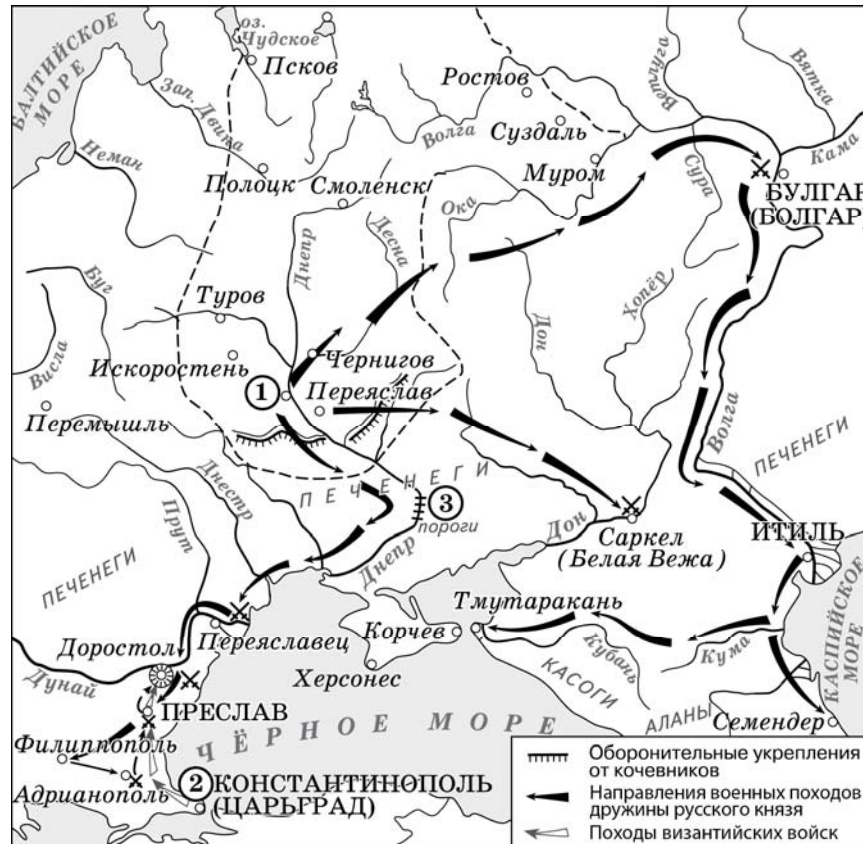 БАЛТИЙСКОЕ
МОРЕ
оз.
Чудское
Псков
Зап. Двина
Неман
Полоцк
Смоленск
Ростов
Суздаль
Волга
Муром
Ветлуга
Вятка
Кама
Сура
БУЛГАР
(БОЛГАР)
Ока
Днепр
Десна
Дон
Хопёр
Буг
Висла
Туров
Искоростень
Чернигов
1
Переяслав
Перемышль
Днестр
Прут
ПЕЧЕНЕГИ
3
пороги
Днепр
Дон
Саркел
(Белая Вежа)
Волга
ПЕЧЕНЕГИ
ИТИЛЬ
ПЕЧЕНЕГИ
Переяславец
Доростол
Дунай
Корчев
Тмутаракань
Херсонес
Кубань
Кума
КАСОГИ
АЛАНЫ
Семендер
КАСПИЙСКОЕ
МОРЕ
ПРЕСЛАВ
ЧЁРНОЕ МОРЕ
Филиппополь
Адрианополь
2
КОНСТАНТИНОПОЛЬ
(ЦАРЬГРАД)
Оборонительные укрепления
от кочевников
Направления военных походов
дружины русского князя
Походы византийских войск